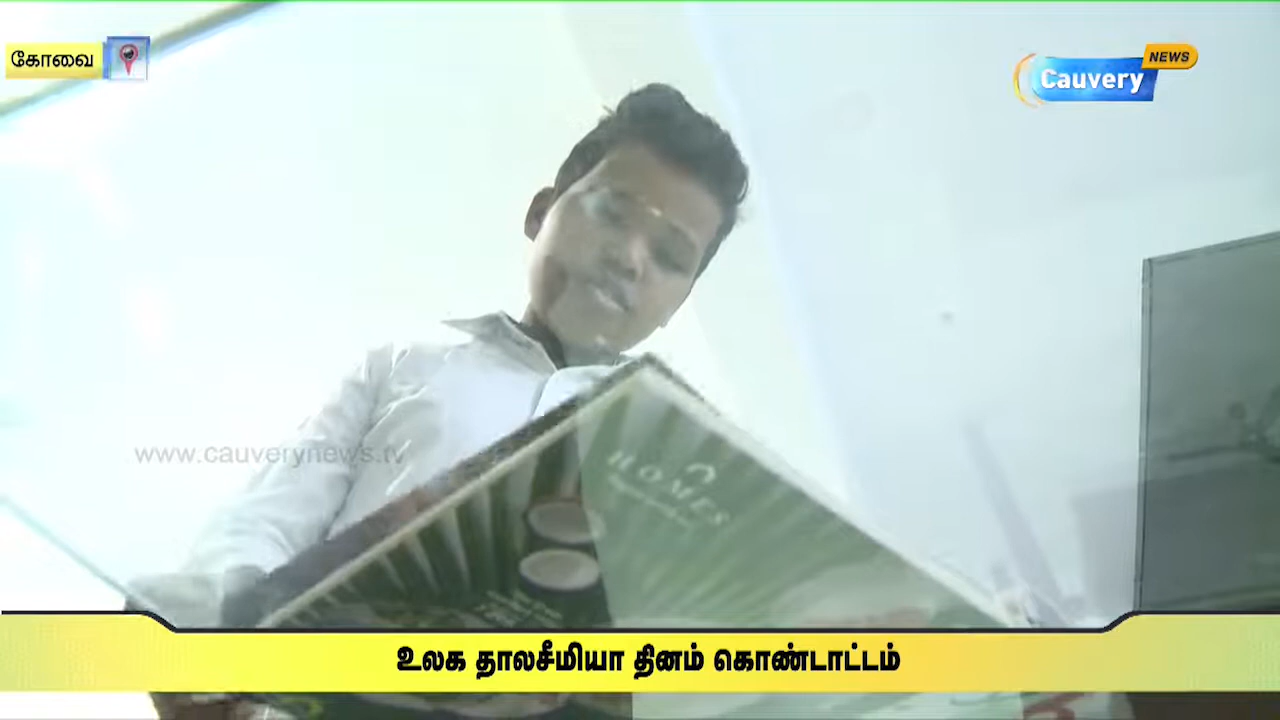 கோவை
NEWS
Cauvery
www.cauverynews.tv
HOMES
உலக தாலசீமியா தினம் கொண்டாட்டம்